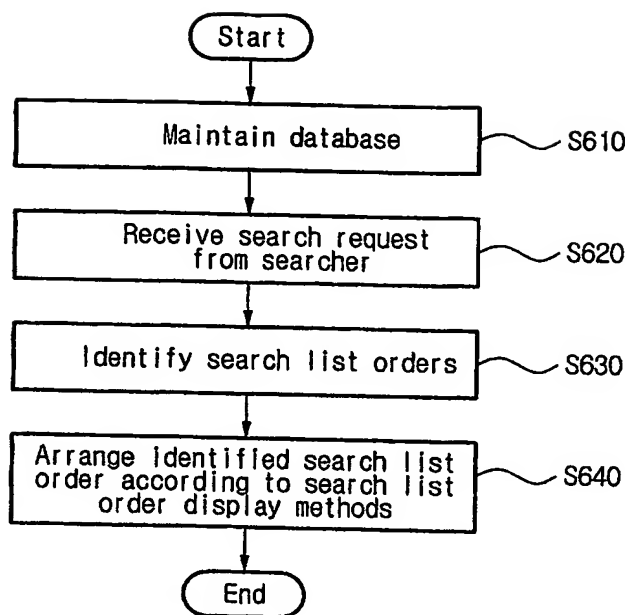 Start
Maintain database
S610
Receive search request
from searcher
S620
Identify search list orders
S630
Arrange identified search list
order according to search list
order display methods
S640
End